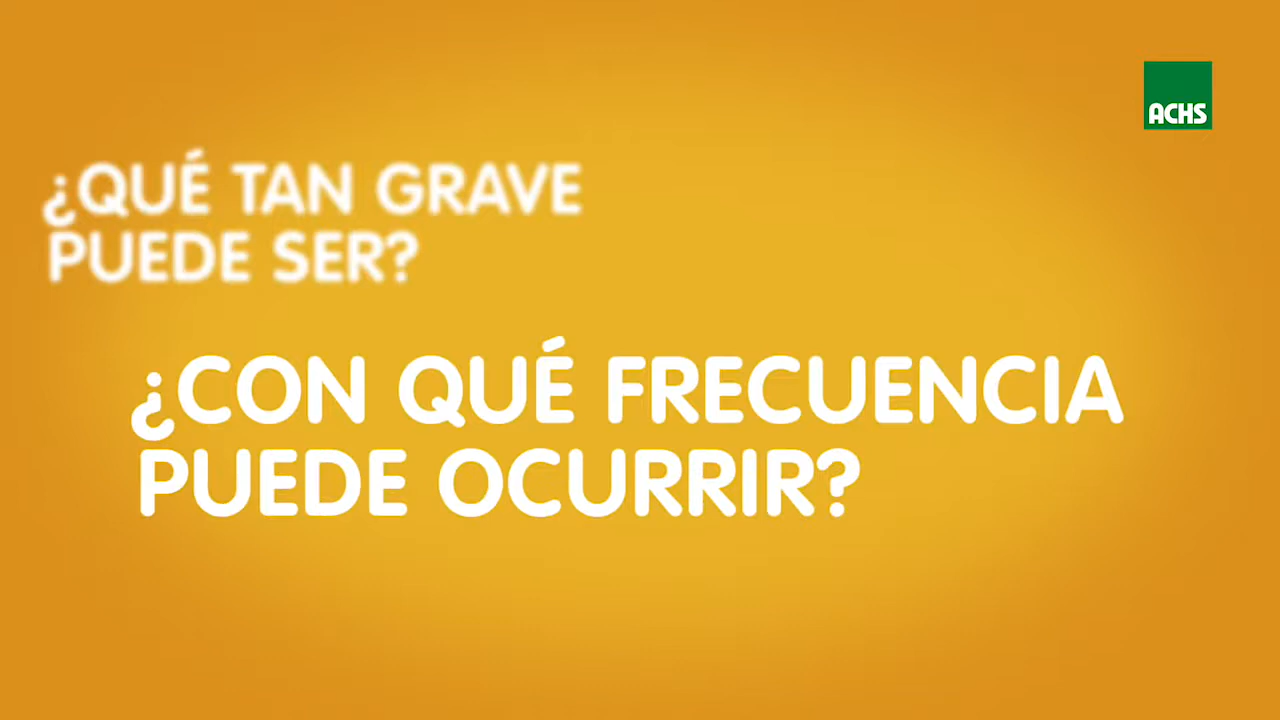 ACHS
¿QUÉ TAN GRAVE
PUEDE SER?
¿CON QUÉ FRECUENCIA
PUEDE OCURRIR?